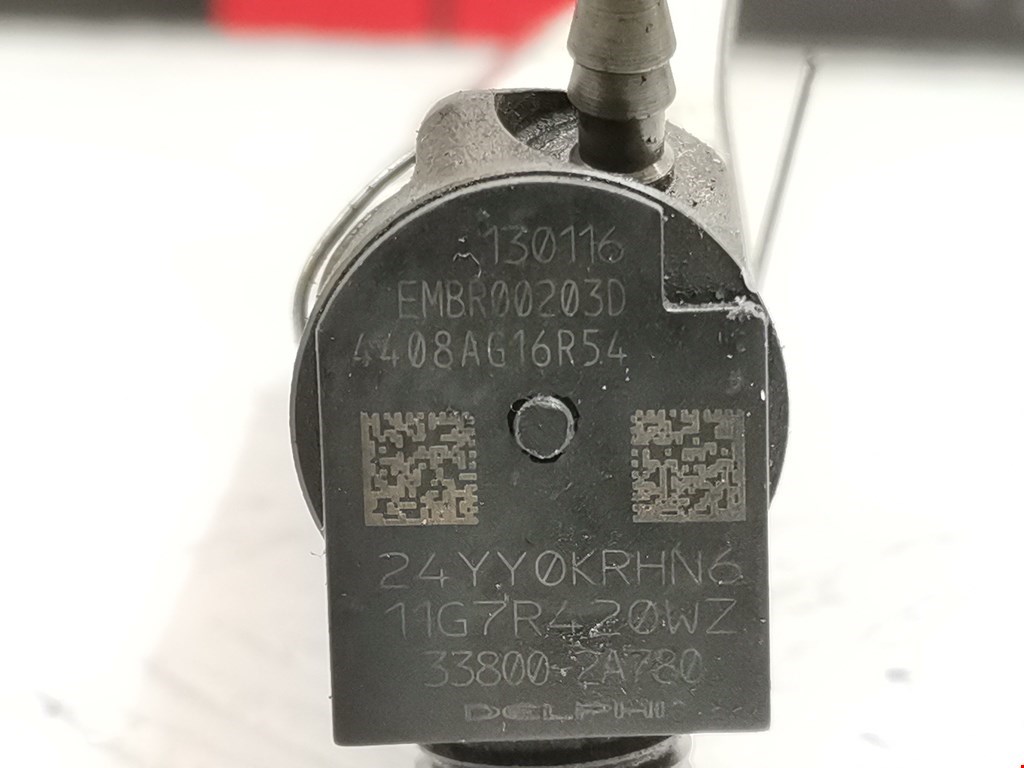 130116
EMBR00203D
4408AG16R54
24YY0KRHN6
11G7R420WZ
33800-2A780
DELPHI